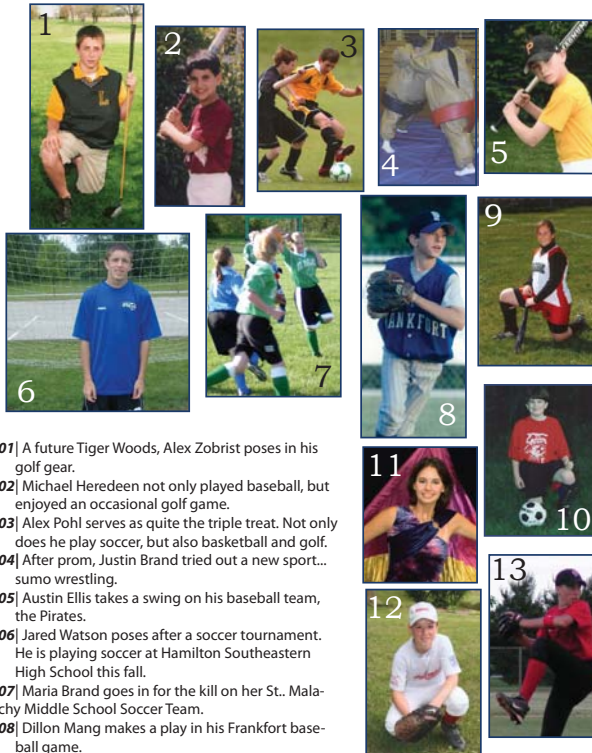 1
2
3
4
5
6
7
8
ANKFORT
9
10
11
12
13
01| A future Tiger Woods, Alex Zobrist poses in his
golf gear.
02| Michael Heredeen not only played baseball, but
enjoyed an occasional golf game.
03| Alex Pohl serves as quite the triple treat. Not only
does he play soccer, but also basketball and golf.
04| After prom, Justin Brand tried out a new sport...
sumo wrestling.
05| Austin Ellis takes a swing on his baseball team,
the Pirates.
06| Jared Watson poses after a soccer tournament.
He is playing soccer at Hamilton Southeastern
High School this fall.
07| Maria Brand goes in for the kill on her St.. Mala-
chy Middle School Soccer Team.
08| Dillon Mang makes a play in his Frankfort base-
ball game.